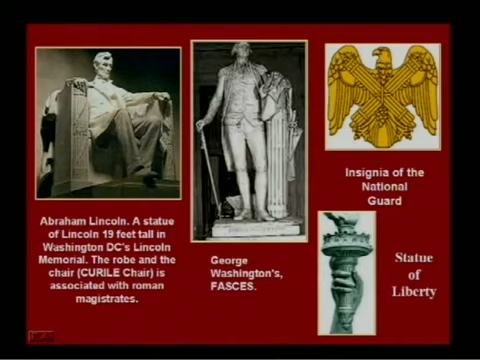 Abraham Lincoln. A statue
of Lincoln 19 feet tall in
Washington DC's Lincoln
Memorial. The robe and the
chair (CURILE Chair) is
associated with roman
magistrates.
George
Washington's,
FASCES.
Insignia of the
National
Guard
Statue
of
Liberty